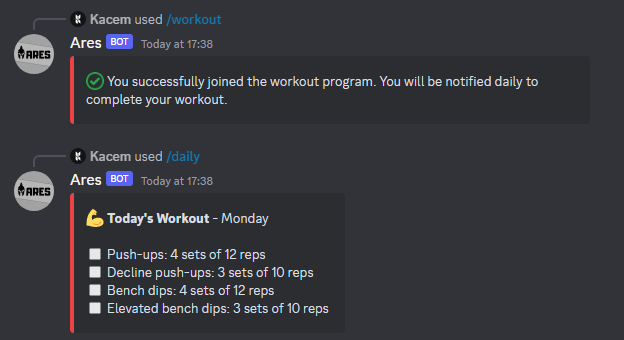 Kacem used /workout
ARES
Ares BOT Today at 17:38
You successfully joined the workout program. You will be notified daily to
complete your workout.
Kacem used /daily
ARES
Ares BOT Today at 17:38
Today's Workout - Monday
Push-ups: 4 sets of 12 reps
Decline push-ups: 3 sets of 10 reps
Bench dips: 4 sets of 12 reps
Elevated bench dips: 3 sets of 10 reps